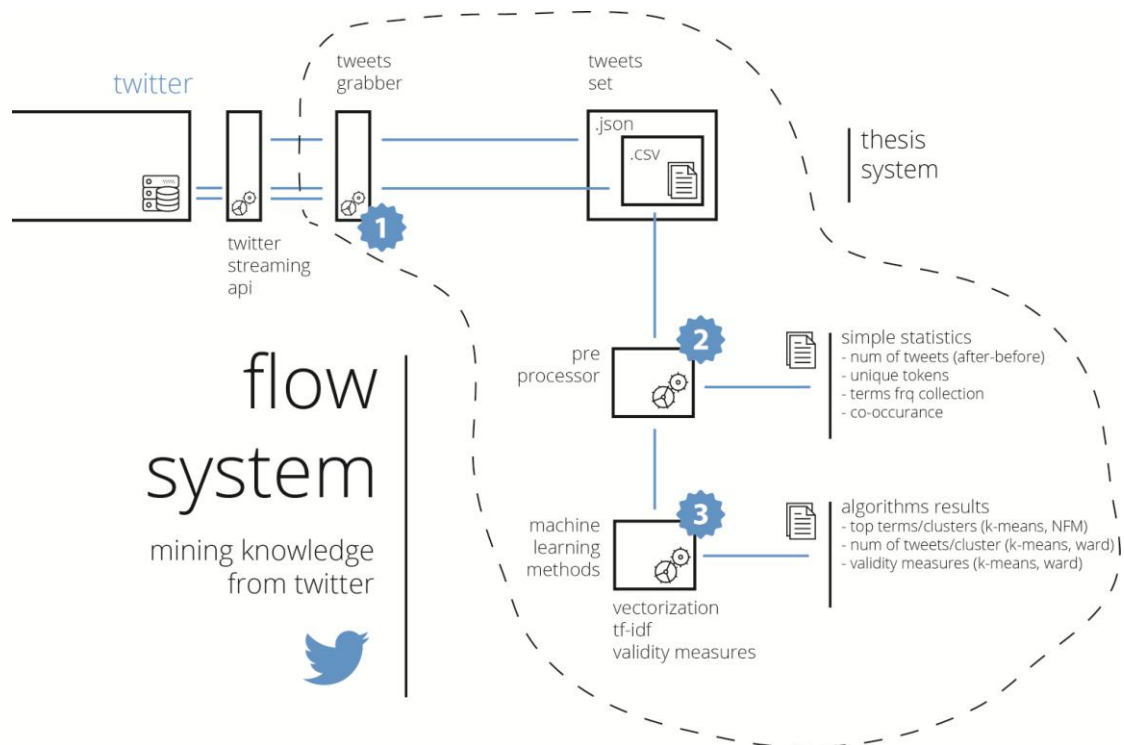 twitter
twitter
streaming
api
tweets
grabber
1
tweets
set
.json
.csv
thesis
system
flow
system
mining knowledge
from twitter
pre
processor
2
simple statistics
- num of tweets (after-before)
- unique tokens
- terms frq collection
- co-occurance
machine
learning
methods
3
vectorization
tf-idf
validity measures
algorithms results
- top terms/clusters (k-means, NFM)
- num of tweets/cluster (k-means, ward)
- validity measures (k-means, ward)